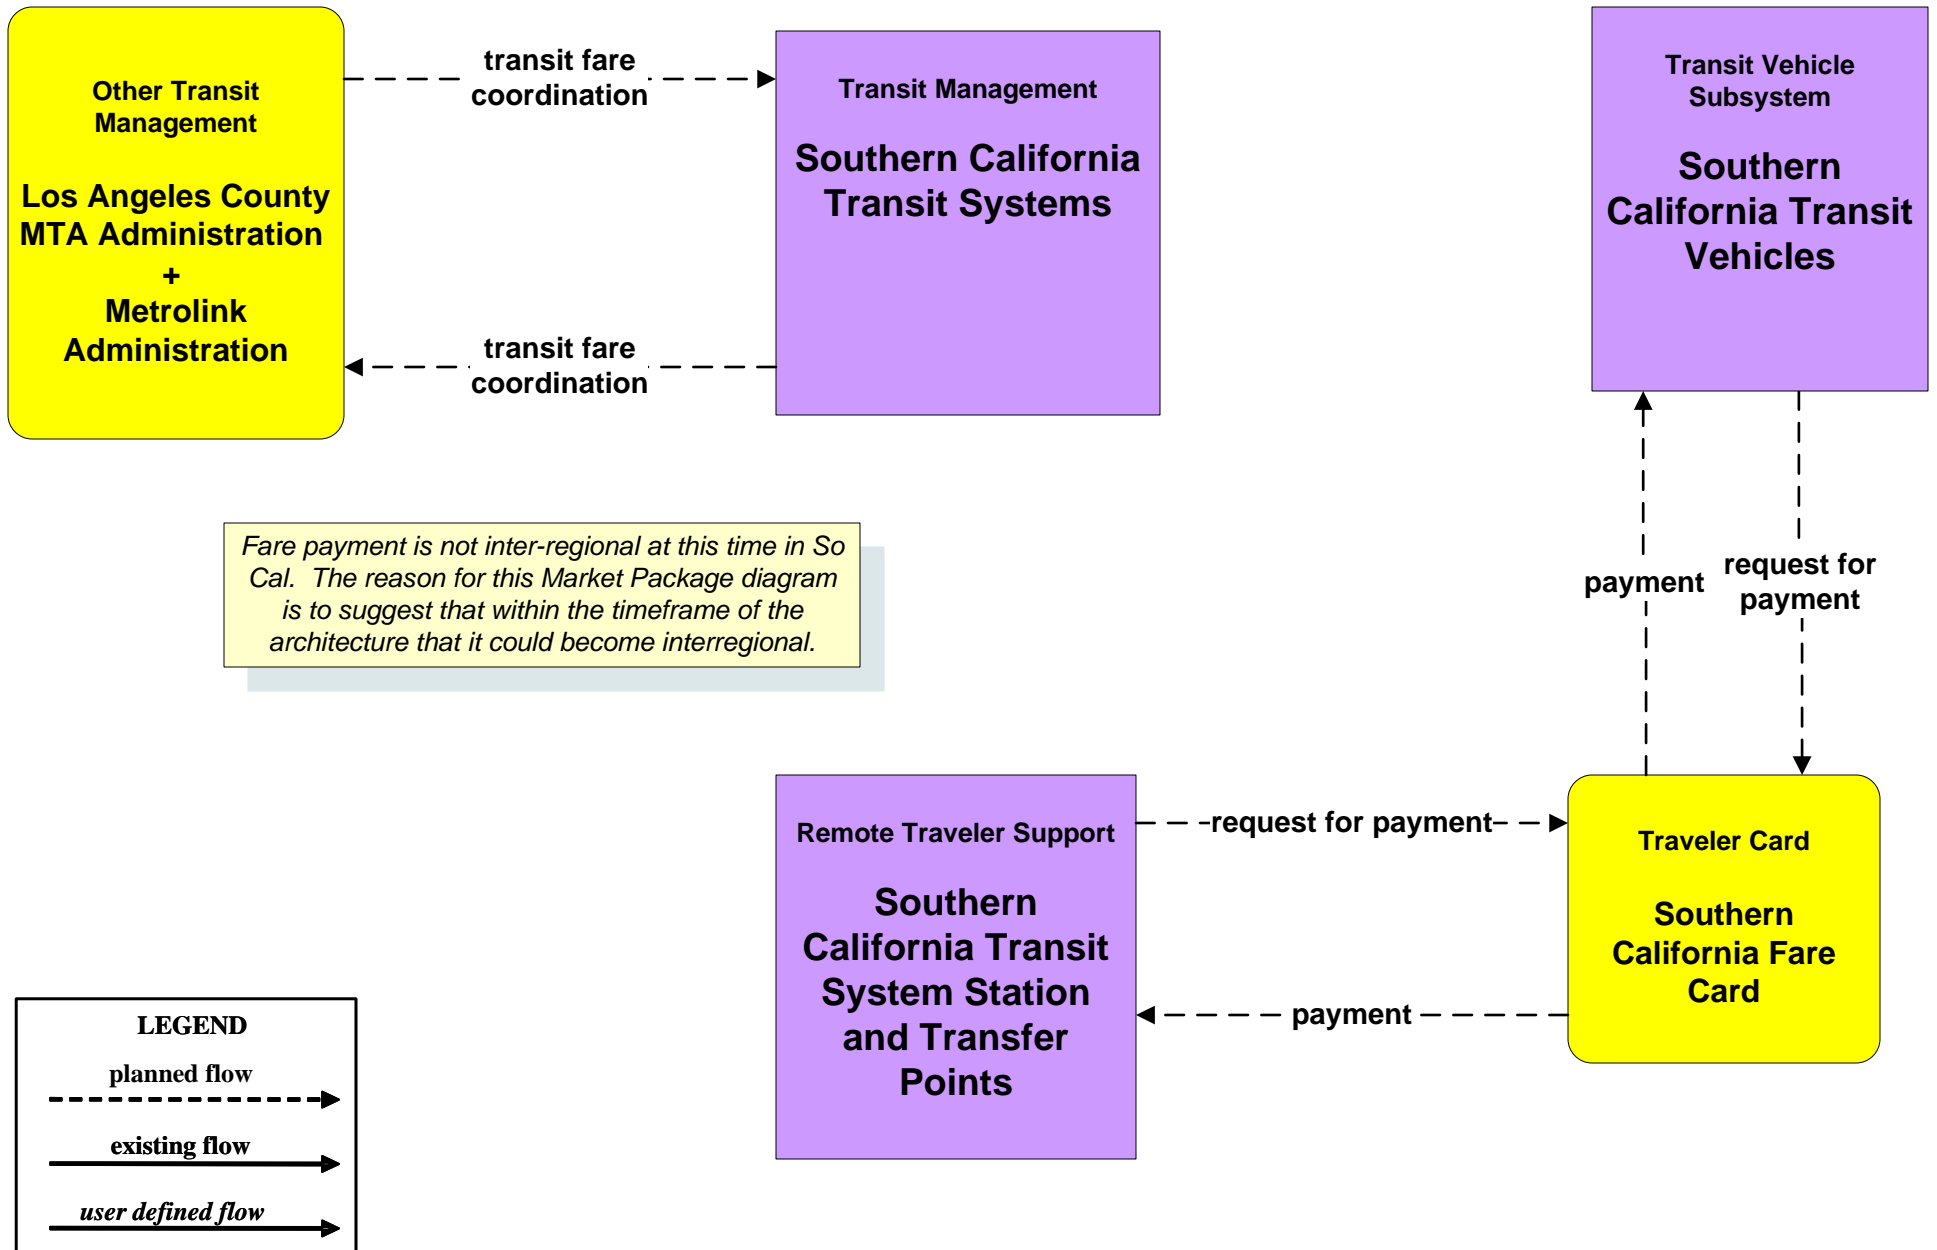 Other Transit
Management
Los Angeles County
MTA Administration
+
Metrolink
Administration
transit fare
coordination
transit fare
coordination
Transit Management
Southern California
Transit Systems
Transit Vehicle
Subsystem
Southern
California Transit
Vehicles
Fare payment is not inter-regional at this time in So
Cal. The reason for this Market Package diagram
is to suggest that within the timeframe of the
architecture that it could become interregional.
payment
request for
payment
Remote Traveler Support
Southern
California Transit
System Station
and Transfer
Points
request for payment
payment
Traveler Card
Southern
California Fare
Card
LEGEND
planned flow
existing flow
user defined flow